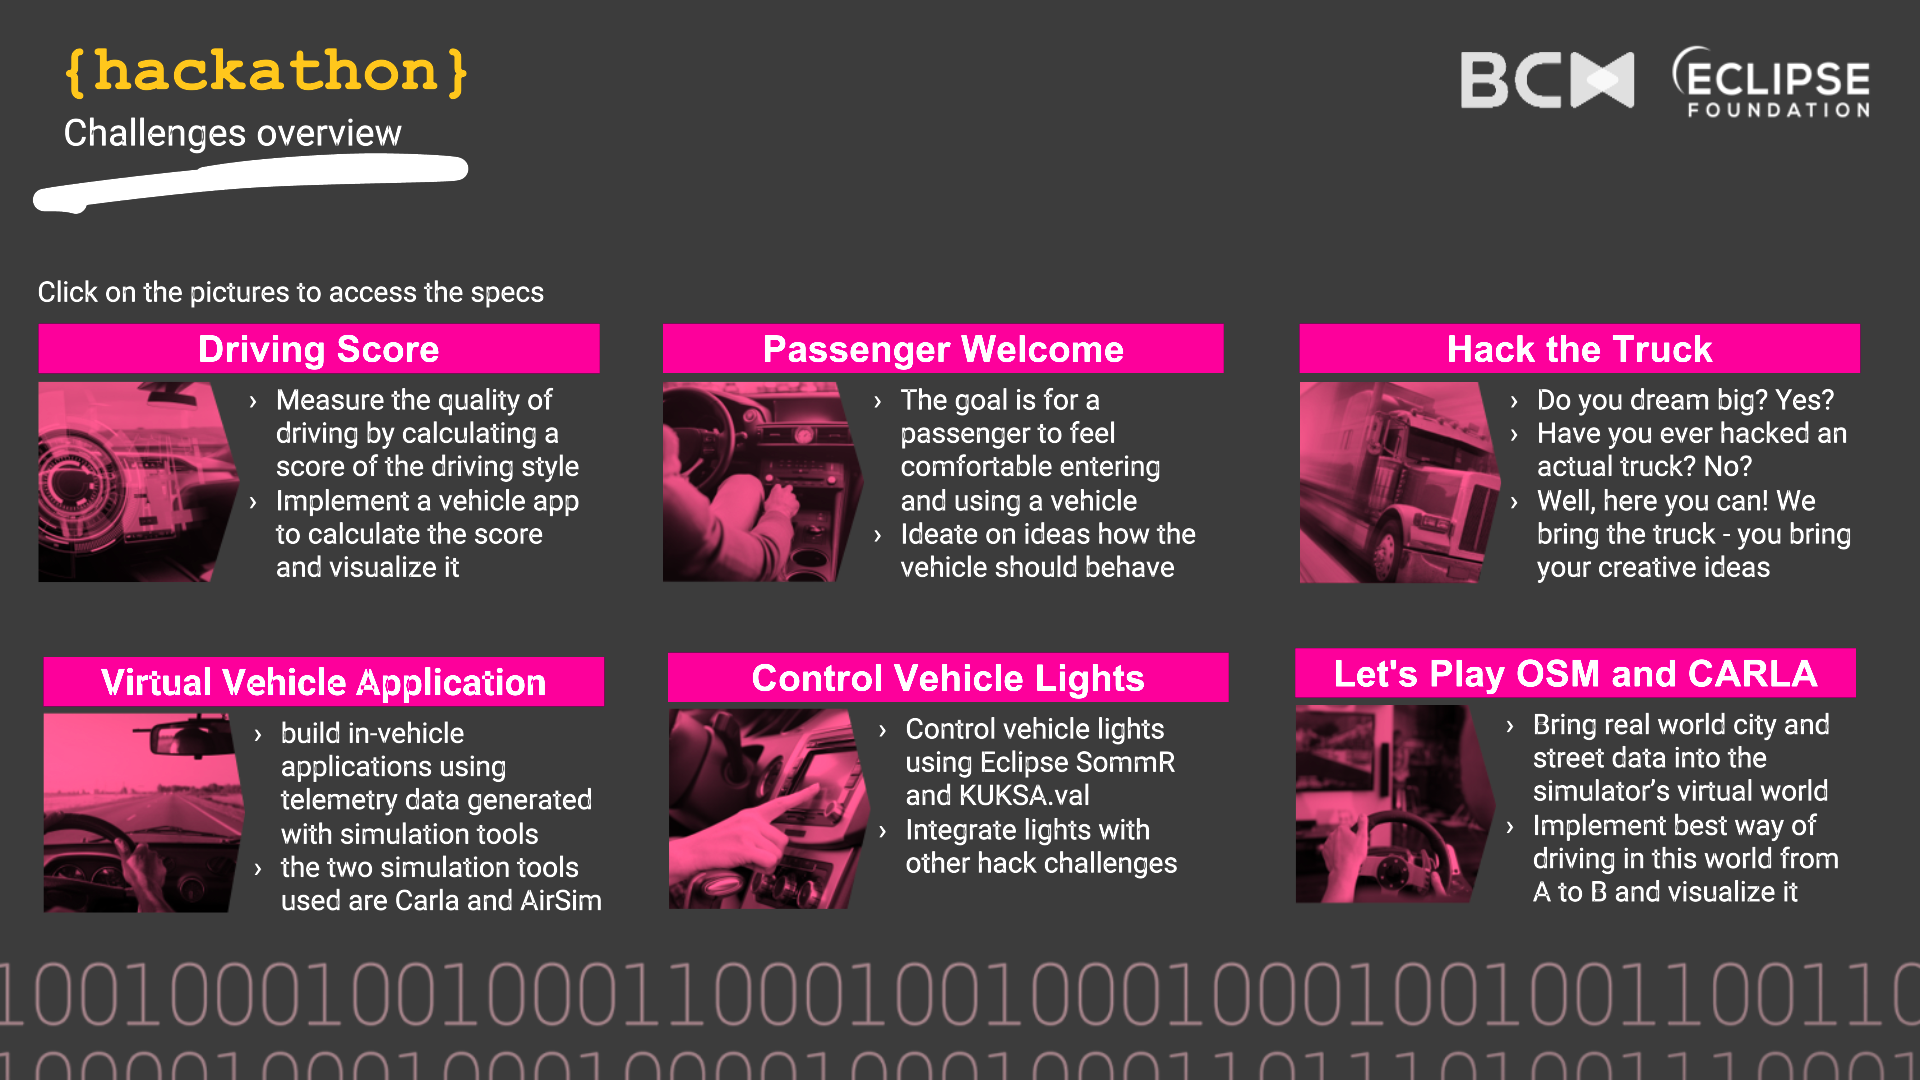 {hackathon}
Challenges overview
BCX
ECLIPSE
FOUNDATION
Click on the pictures to access the specs
Driving Score
› Measure the quality of
driving by calculating a
score of the driving style
› Implement a vehicle app
to calculate the score
and visualize it
Passenger Welcome
› The goal is for a
passenger to feel
comfortable entering
and using a vehicle
› Ideate on ideas how the
vehicle should behave
Hack the Truck
› Do you dream big? Yes?
› Have you ever hacked an
actual truck? No?
› Well, here you can! We
bring the truck - you bring
your creative ideas
Virtual Vehicle Application
› build in-vehicle
applications using
telemetry data generated
with simulation tools
› the two simulation tools
used are Carla and AirSim
Control Vehicle Lights
› Control vehicle lights
using Eclipse SommR
and KUKSA.val
› Integrate lights with
other hack challenges
Let's Play OSM and CARLA
› Bring real world city and
street data into the
simulator’s virtual world
› Implement best way of
driving in this world from
A to B and visualize it
1001000100100011000100100010001001001100110